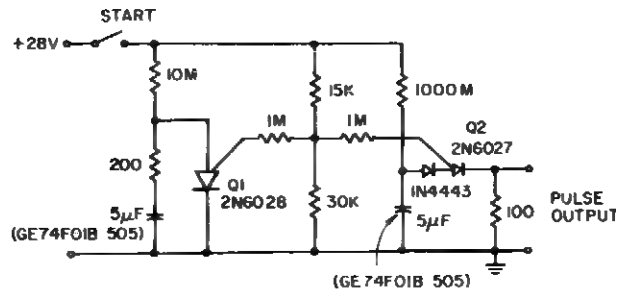 START
+28V
10M
15K
1000M
1M
1M
Q2
2N6027
200
Q1
2N6028
1N4443
5µF
(GE74F01B 505)
30K
5µF
100
PULSE
OUTPUT
(GE74F01B 505)